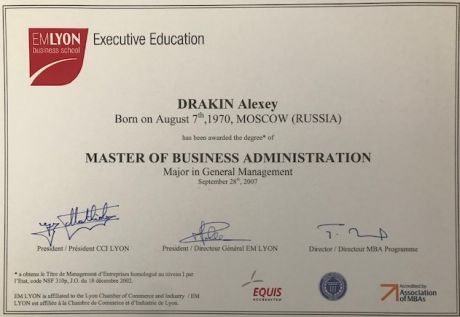 EMLYON
business school
Executive Education
DRAKIN Alexey
Born on August 7th,1970, MOSCOW (RUSSIA)
has been awarded the degree* of
MASTER OF BUSINESS ADMINISTRATION
Major in General Management
September 28th, 2007
President / Président CCI LYON
President / Directeur Général EM LYON
Director / Directeur MBA Programme
* a obtenu le Titre de Management d'Entreprises homologué au niveau I par
l'Etat, code NSF 310p, J.O. du 18 décembre 2002.
EM LYON is affiliated to the Lyon Chamber of Commerce and Industry / EM
LYON est affiliée à la Chambre de Commerce et d'Industrie de Lyon.
EQUIS
ACCREDITED
Accredited by
Association
of MBAs